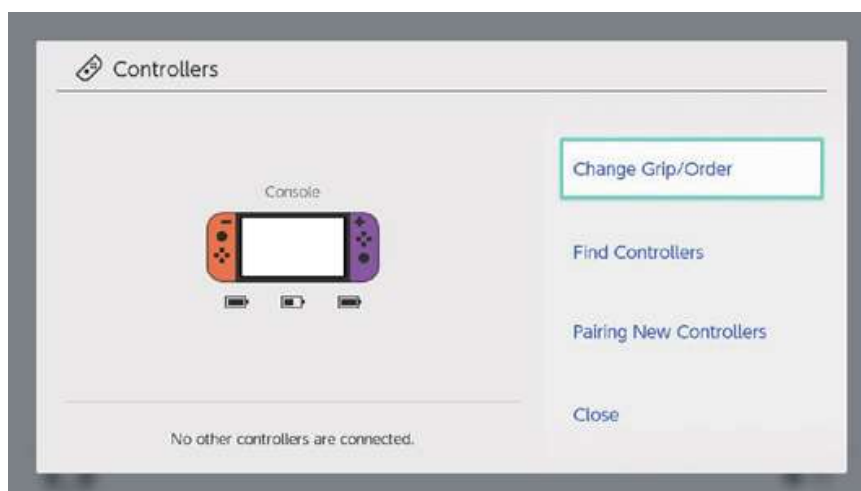 Controllers
Console
Change Grip/Order
Find Controllers
Pairing New Controllers
Close
No other controllers are connected.